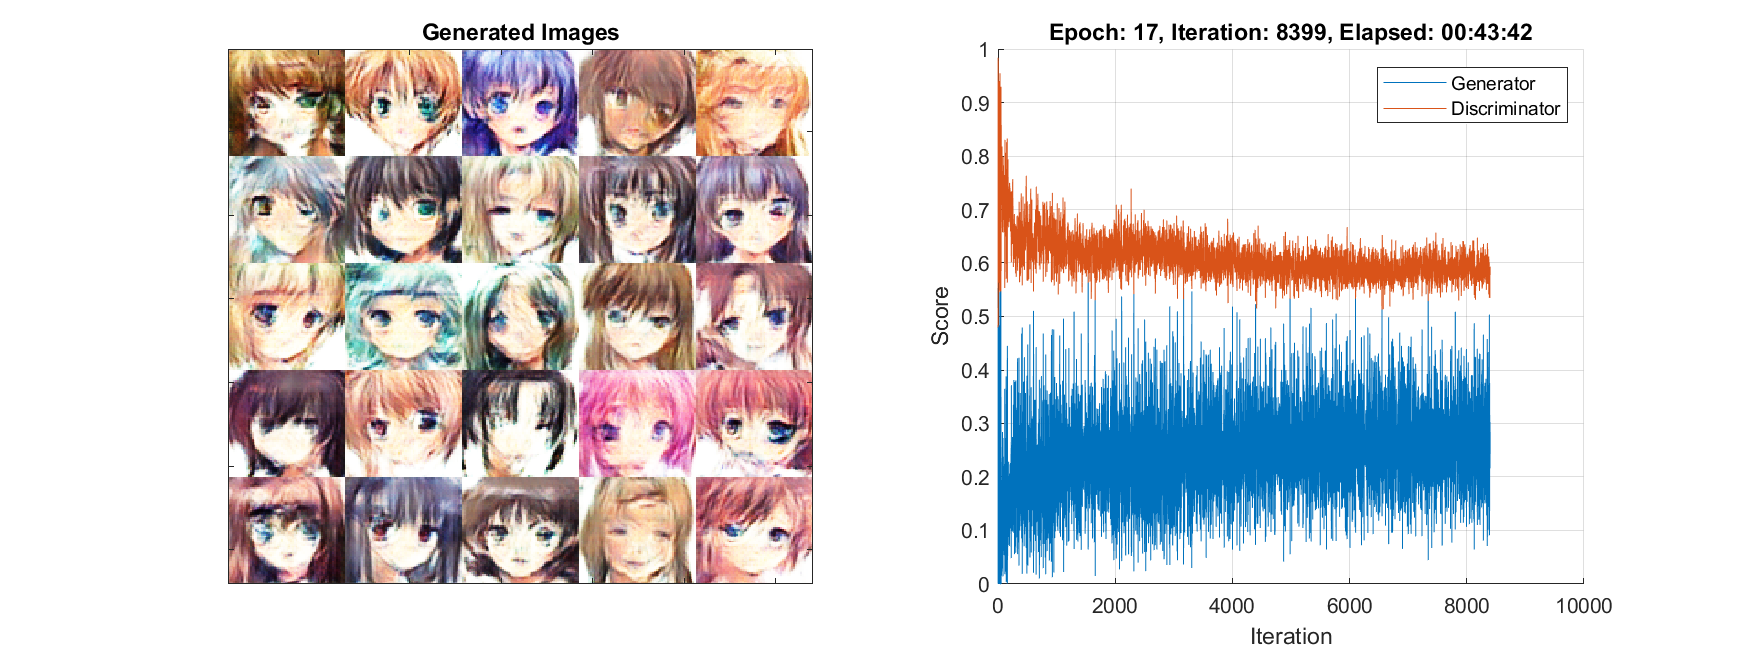 Generated Images
Epoch: 17, Iteration: 8399, Elapsed: 00:43:42
1
0.9
0.8
0.7
0.6
0.5
0.4
0.3
0.2
0.1
0
Score
Generator
Discriminator
0 2000 4000 6000 8000 10000
Iteration